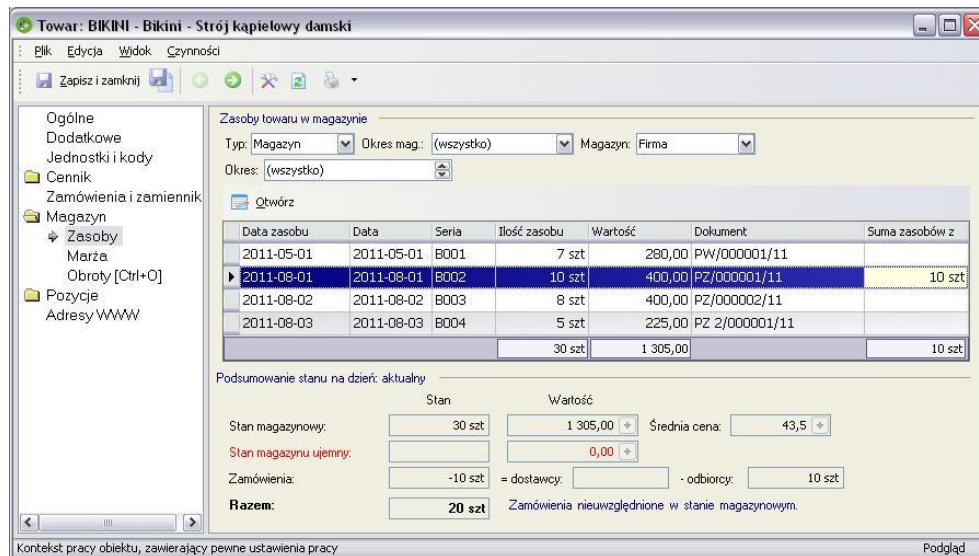 Towar: BIKINI - Bikini - Strój kąpielowy damski
Plik Edycja Widok Czynności
Zapisz i zamknij
Ogólne
Dodatkowe
Jednostki i kody
Cennik
Zamówienia i zamiennik
Magazyn
Zasoby
Marża
Obroty [Ctrl+O]
Pozycje
Adresy WWW
Zasoby towaru w magazynie
Typ: Magazyn Okres mag.: (wszystko) Magazyn: Firma
Okres: (wszystko)
Otwórz
Data zasobu Data Seria Ilość zasobu Wartość Dokument Suma zasobów z
2011-05-01 2011-05-01 B001 7 szt 280,00 PW/000001/11
2011-08-01 2011-08-01 B002 10 szt 400,00 PZ/000001/11 10 szt
2011-08-02 2011-08-02 B003 8 szt 400,00 PZ/000002/11
2011-08-03 2011-08-03 B004 5 szt 225,00 PZ 2/000001/11
30 szt 1 305,00 10 szt
Podsumowanie stanu na dzień: aktualny
Stan Wartość
Stan magazynowy: 30 szt 1 305,00 + Średnia cena: 43,5 +
Stan magazynu ujemny: 0,00 +
Zamówienia: -10 szt = dostawcy: - odbiorcy: 10 szt
Razem: 20 szt Zamówienia nieuwzględnione w stanie magazynowym.
Kontekst pracy obiektu, zawierający pewne ustawienia pracy Podgląd